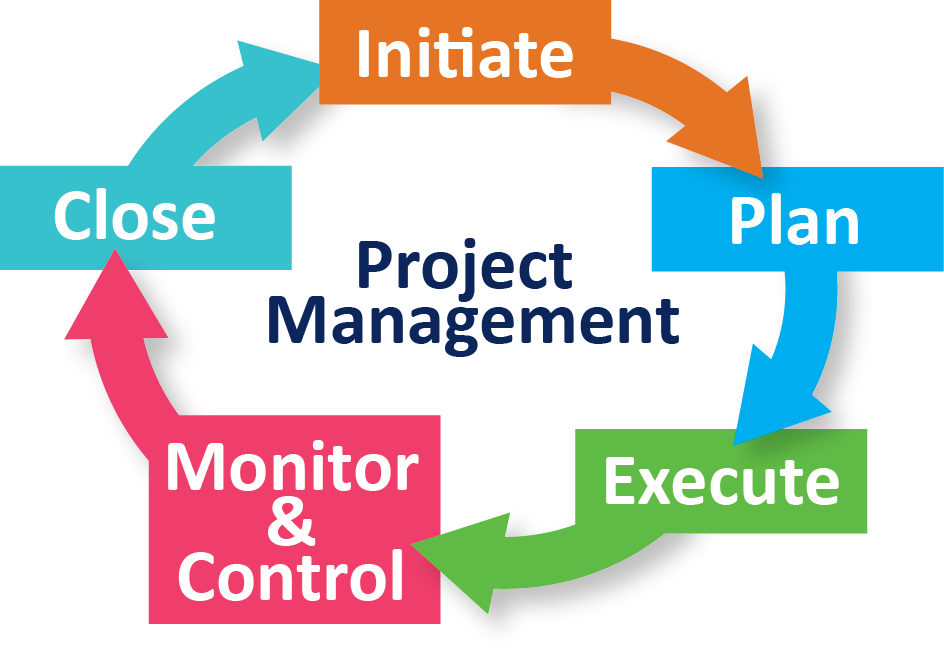 Initiate
Plan
Execute
Monitor
&
Control
Close
Project
Management